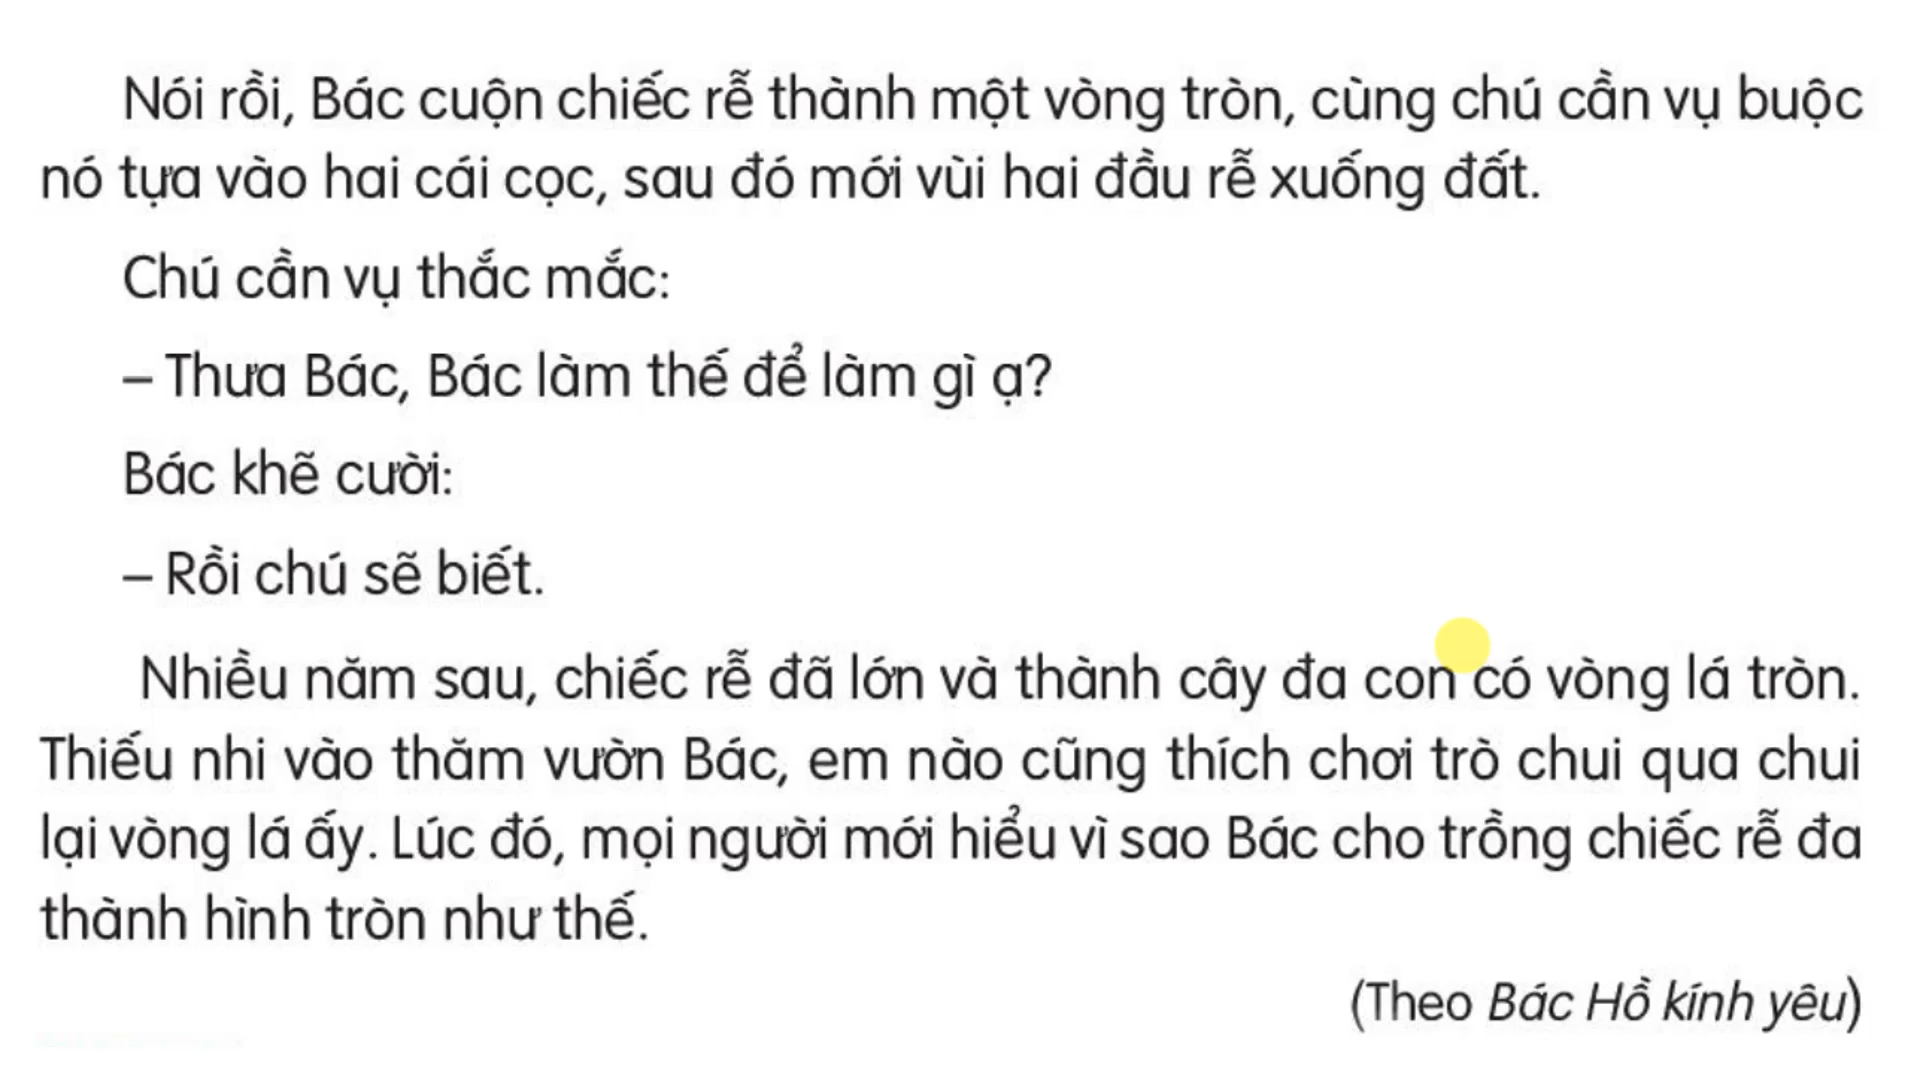 Nói rồi, Bác cuộn chiếc rễ thành một vòng tròn, cùng chú cần vụ buộc
nó tựa vào hai cái cọc, sau đó mới vùi hai đầu rễ xuống đất.
Chú cần vụ thắc mắc:
– Thưa Bác, Bác làm thế để làm gì ạ?
Bác khẽ cười:
– Rồi chú sẽ biết.
Nhiều năm sau, chiếc rễ đã lớn và thành cây đa con có vòng lá tròn.
Thiếu nhi vào thăm vườn Bác, em nào cũng thích chơi trò chui qua chui
lại vòng lá ấy. Lúc đó, mọi người mới hiểu vì sao Bác cho trồng chiếc rễ đa
thành hình tròn như thế.
(Theo Bác Hồ kính yêu)